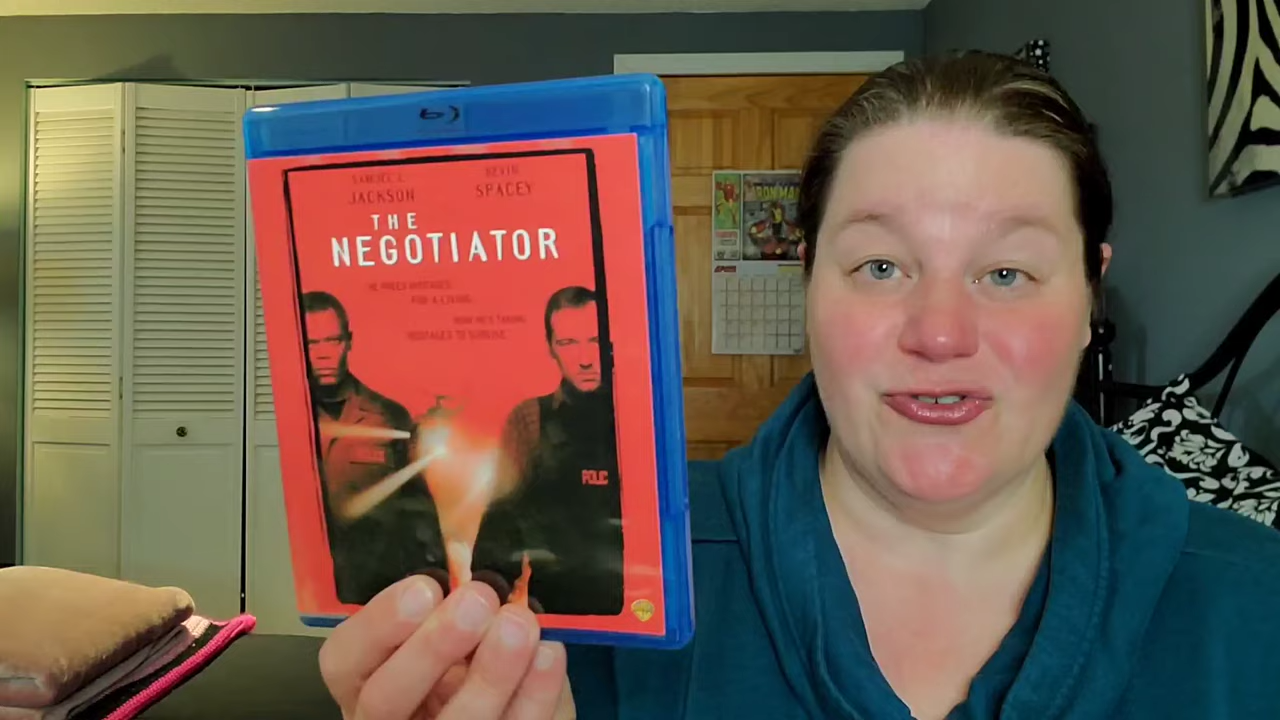 SAMUEL L. KEVIN
JACKSON SPACEY
THE
NEGOTIATOR
HE FREES HOSTAGES
FOR A LIVING.
NOW HE'S TAKING
HOSTAGES TO SURVIVE.
POLIC
IRON MAN